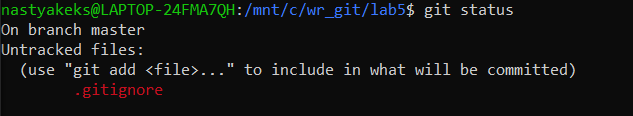 nastyakeks@LAPTOP-24FMA7QH:/mnt/c/wr_git/lab5$ git status
On branch master
Untracked files:
  (use "git add <file>..." to include in what will be committed)
        .gitignore